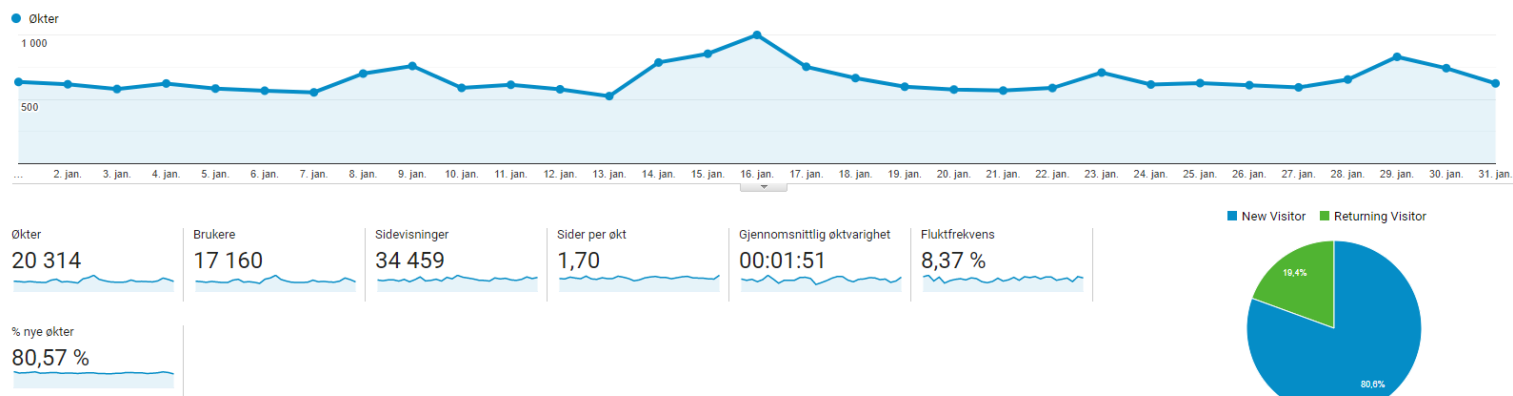 Økter
1 000
500
... 2. jan. 3. jan. 4. jan. 5. jan. 6. jan. 7. jan. 8. jan. 9. jan. 10. jan. 11. jan. 12. jan. 13. jan. 14. jan. 15. jan. 16. jan. 17. jan. 18. jan. 19. jan. 20. jan. 21. jan. 22. jan. 23. jan. 24. jan. 25. jan. 26. jan. 27. jan. 28. jan. 29. jan. 30. jan. 31. jan.
New Visitor Returning Visitor
Økter Brukere Sidevisninger Sider per økt Gjennomsnittlig øktvarighet Fluktfrekvens
20 314 17 160 34 459 1,70 00:01:51 8,37 %
19,4%
% nye økter
80,57 %
80,6%